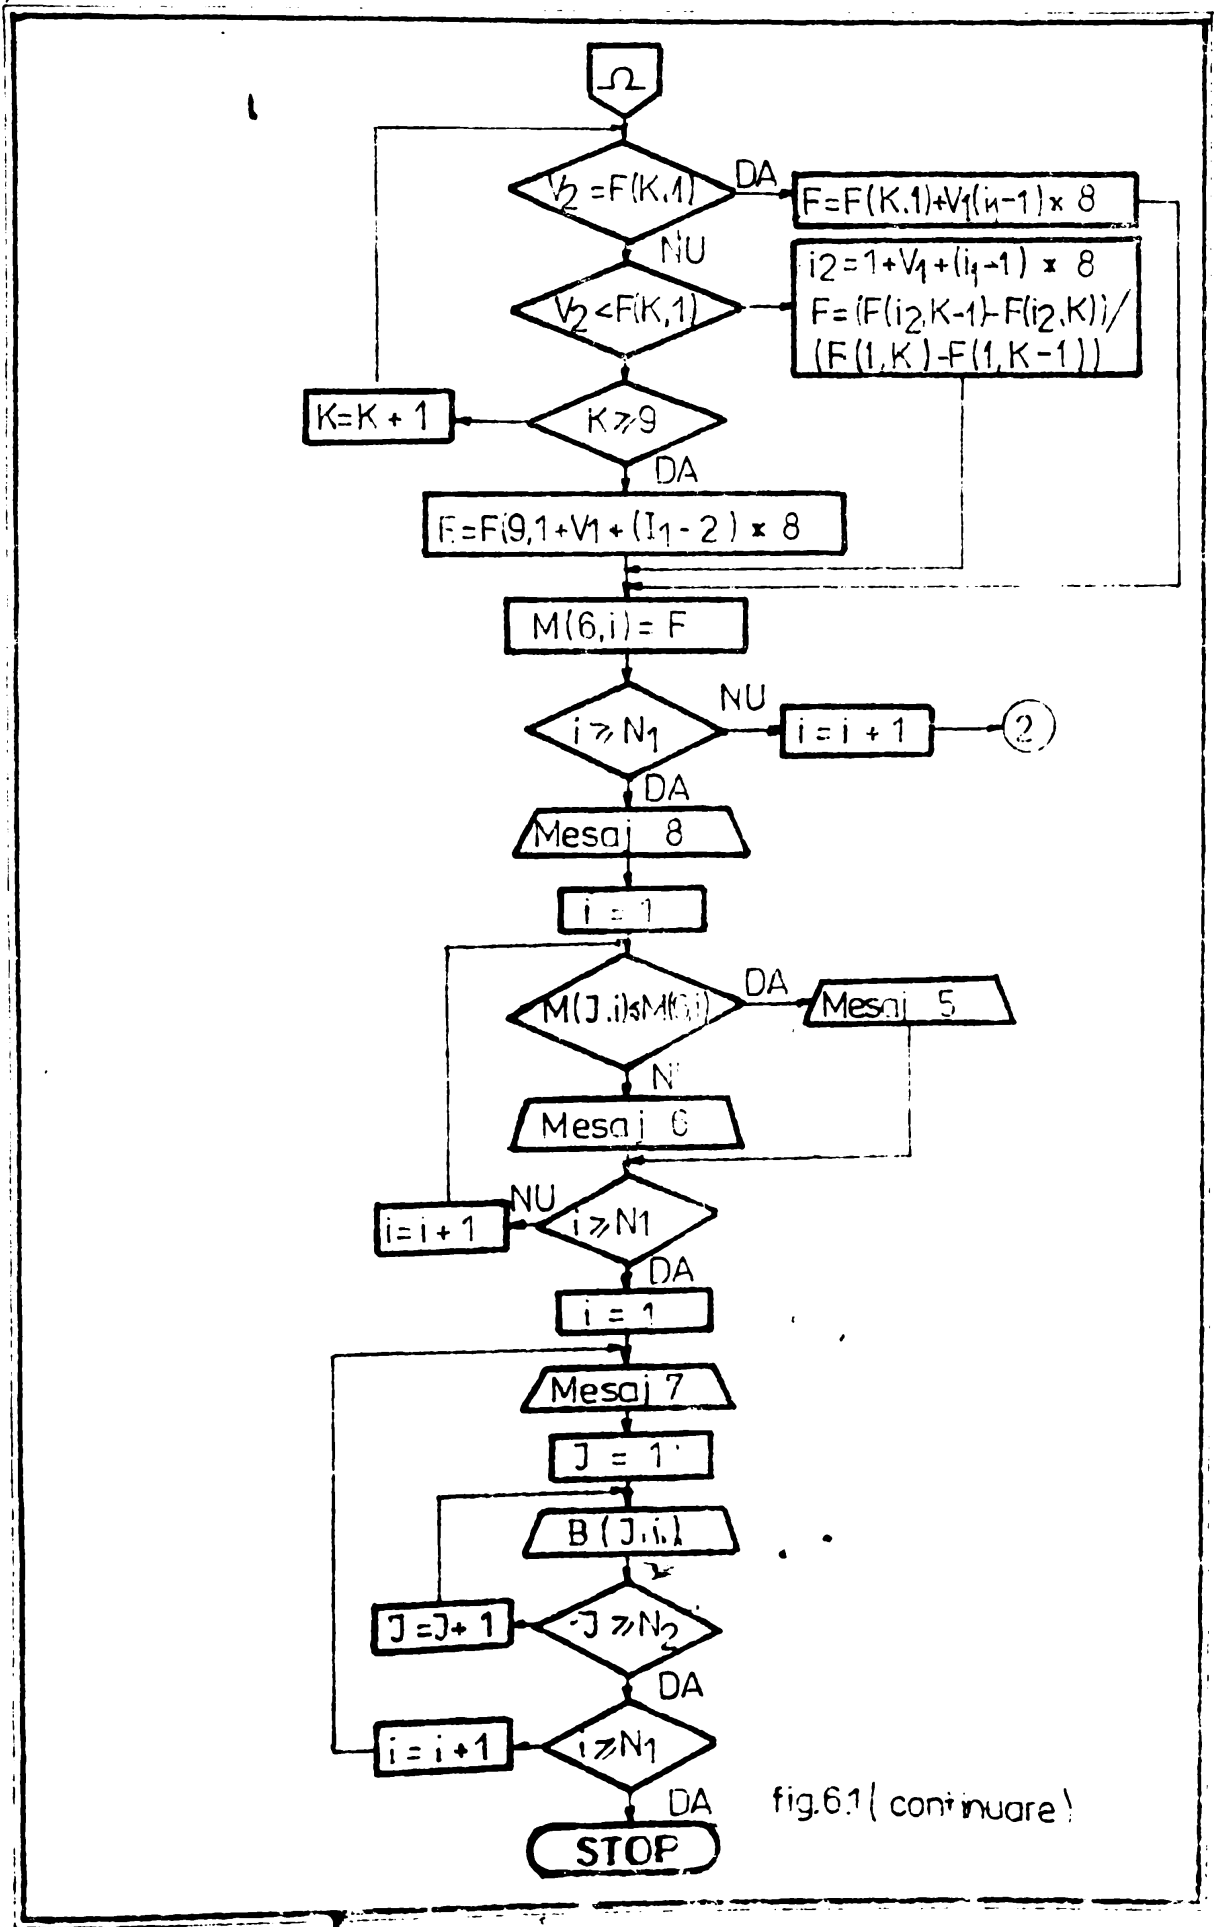 Ω
V2 = F(K,1)
DA
F=F(K,1)+V1(i1-1) x 8
NU
i2=1+V1+(i1-1) x 8
F=(F(i2,K-1)-F(i2,K)i/
(F(1,K)-F(1,K-1))
V2 < F(K,1)
K=K+1
K ⩾ 9
DA
F=F(9,1+V1+(I1-2) x 8
M(6,i) = F
i ⩾ N1
NU
i = i + 1
2
DA
Mesaj 8
i = 1
M(J,i)≤M(6,i)
DA
Mesaj 5
Mesaj 6
NU
i = i + 1
i ⩾ N1
DA
i = 1
Mesaj 7
J = 1
B(J,i)
J = J + 1
J ⩾ N2
DA
i = i + 1
i ⩾ N1
DA
STOP
fig.6.1 (continuare)